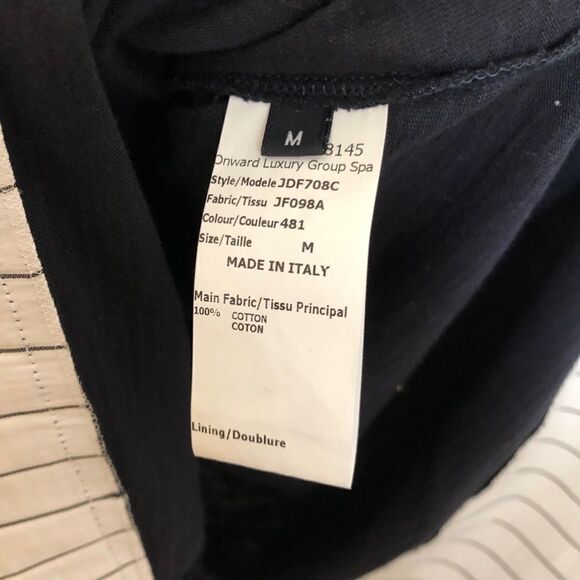 M
8145
Onward Luxury Group Spa
Style/Modele JDF708C
Fabric/Tissu JF098A
Colour/Couleur 481
Size/Taille M
MADE IN ITALY
Main Fabric/Tissu Principal
100% COTTON
COTON
Lining/Doublure